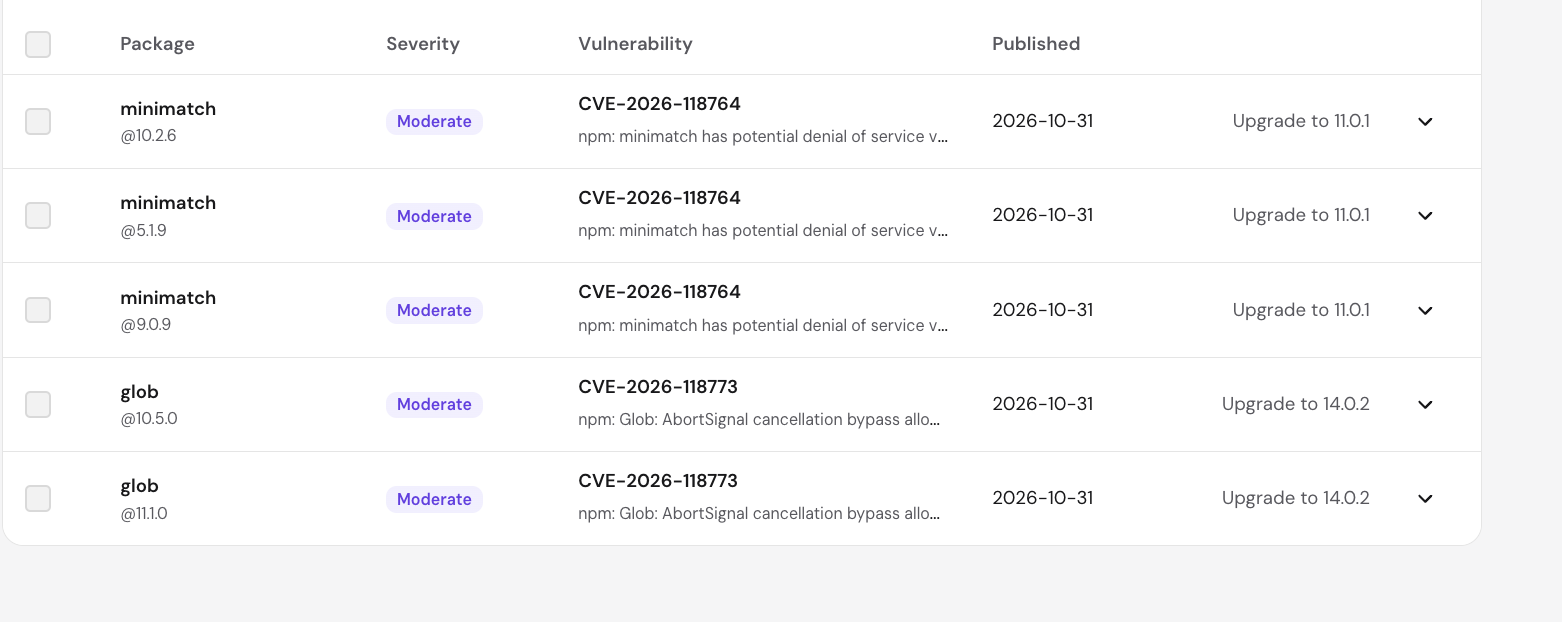 Package Severity Vulnerability Published
minimatch
@10.2.6
Moderate
CVE-2026-118764
npm: minimatch has potential denial of service v...
2026-10-31
Upgrade to 11.0.1
minimatch
@5.1.9
Moderate
CVE-2026-118764
npm: minimatch has potential denial of service v...
2026-10-31
Upgrade to 11.0.1
minimatch
@9.0.9
Moderate
CVE-2026-118764
npm: minimatch has potential denial of service v...
2026-10-31
Upgrade to 11.0.1
glob
@10.5.0
Moderate
CVE-2026-118773
npm: Glob: AbortSignal cancellation bypass allo...
2026-10-31
Upgrade to 14.0.2
glob
@11.1.0
Moderate
CVE-2026-118773
npm: Glob: AbortSignal cancellation bypass allo...
2026-10-31
Upgrade to 14.0.2